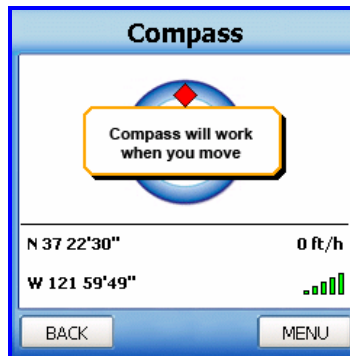 Compass
Compass will work
when you move
N 37 22'30" 0 ft/h
W 121 59'49"
BACK MENU